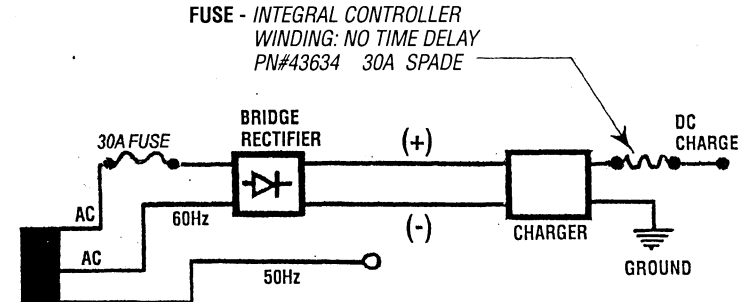 FUSE - INTEGRAL CONTROLLER
WINDING: NO TIME DELAY
PN#43634 30A SPADE
30A FUSE
BRIDGE
RECTIFIER
(+)
DC
CHARGE
AC
60Hz
(-)
CHARGER
AC
50Hz
GROUND